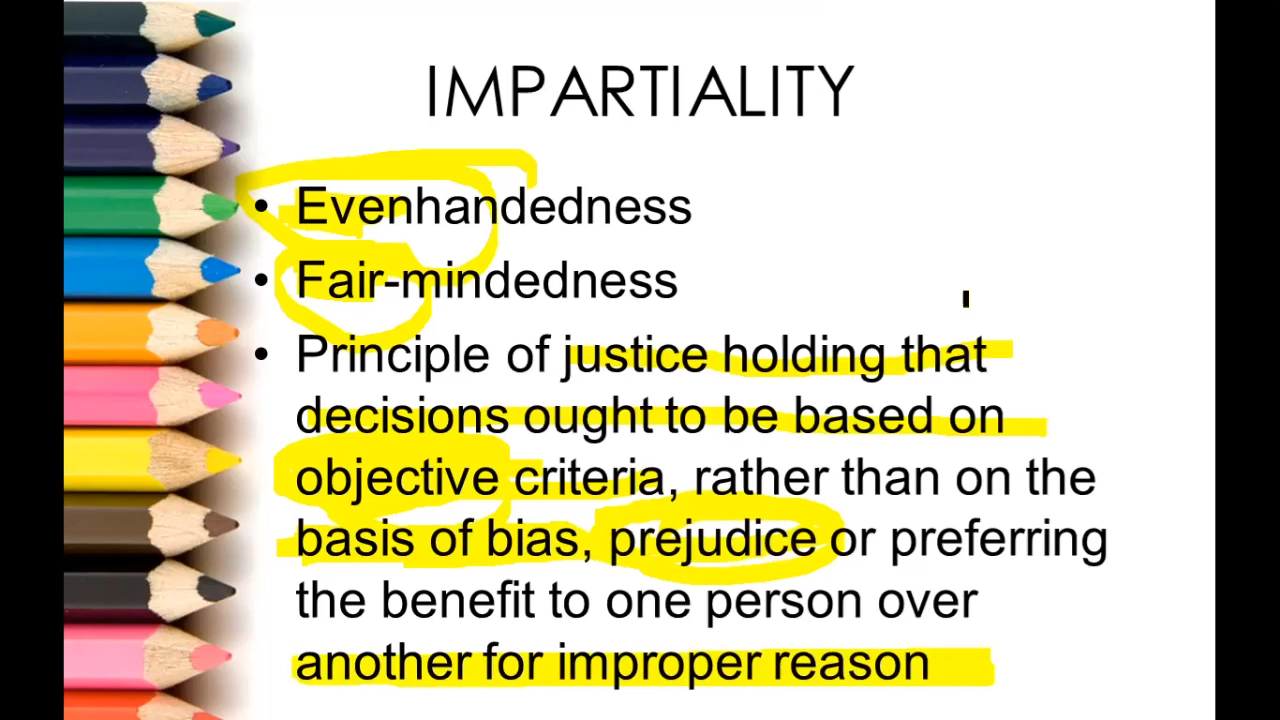 IMPARTIALITY
• Evenhandedness
• Fair-mindedness
• Principle of justice holding that
decisions ought to be based on
objective criteria, rather than on the
basis of bias, prejudice or preferring
the benefit to one person over
another for improper reason